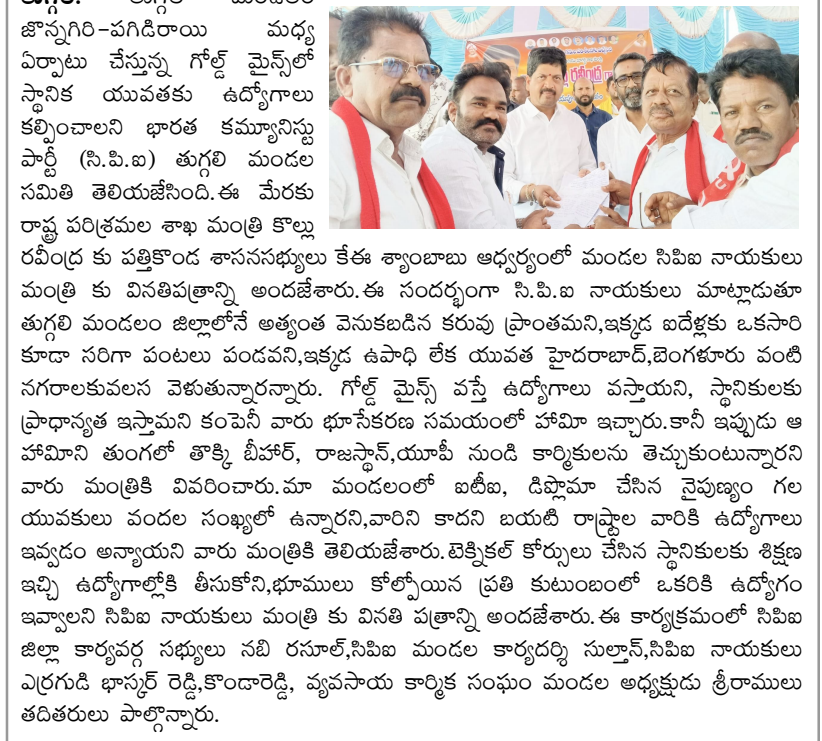 తుగ్గలి: తుగ్గలి మండలం
జొన్నగిరి-పగిడిరాయి మధ్య
ఏర్పాటు చేస్తున్న గోల్డ్ మైన్స్‌లో
స్థానిక యువతకు ఉద్యోగాలు
కల్పించాలని భారత కమ్యూనిస్టు
పార్టీ (సి.పి.ఐ) తుగ్గలి మండల
సమితి తెలియజేసింది.ఈ మేరకు
రాష్ట్ర పరిశ్రమల శాఖ మంత్రి కొల్లు
రవీంద్ర కు పత్తికొండ శాసనసభ్యులు కేఈ శ్యాంబాబు ఆధ్వర్యంలో మండల సిపిఐ నాయకులు
మంత్రి కు వినతిపత్రాన్ని అందజేశారు.ఈ సందర్భంగా సి.పి.ఐ నాయకులు మాట్లాడుతూ
తుగ్గలి మండలం జిల్లాలోనే అత్యంత వెనుకబడిన కరువు ప్రాంతమని,ఇక్కడ ఐదేళ్లకు ఒకసారి
కూడా సరిగా పంటలు పండవని,ఇక్కడ ఉపాధి లేక యువత హైదరాబాద్,బెంగళూరు వంటి
నగరాలకువలస వెళుతున్నారన్నారు. గోల్డ్ మైన్స్ వస్తే ఉద్యోగాలు వస్తాయని, స్థానికులకు
ప్రాధాన్యత ఇస్తామని కంపెనీ వారు భూసేకరణ సమయంలో హామీ ఇచ్చారు.కానీ ఇప్పుడు ఆ
హామీని తుంగలో తొక్కి బీహార్, రాజస్థాన్,యూపీ నుండి కార్మికులను తెచ్చుకుంటున్నారని
వారు మంత్రికి వివరించారు.మా మండలంలో ఐటీఐ, డిప్లొమా చేసిన నైపుణ్యం గల
యువకులు వందల సంఖ్యలో ఉన్నారని,వారిని కాదని బయటి రాష్ట్రాల వారికి ఉద్యోగాలు
ఇవ్వడం అన్యాయని వారు మంత్రికి తెలియజేశారు.టెక్నికల్ కోర్సులు చేసిన స్థానికులకు శిక్షణ
ఇచ్చి ఉద్యోగాల్లోకి తీసుకోని,భూములు కోల్పోయిన ప్రతి కుటుంబంలో ఒకరికి ఉద్యోగం
ఇవ్వాలని సిపిఐ నాయకులు మంత్రి కు వినతి పత్రాన్ని అందజేశారు.ఈ కార్యక్రమంలో సిపిఐ
జిల్లా కార్యవర్గ సభ్యులు నబి రసూల్,సిపిఐ మండల కార్యదర్శి సుల్తాన్,సిపిఐ నాయకులు
ఎర్రగుడి భాస్కర్ రెడ్డి,కొండారెడ్డి, వ్యవసాయ కార్మిక సంఘం మండల అధ్యక్షుడు శ్రీరాములు
తదితరులు పాల్గొన్నారు.